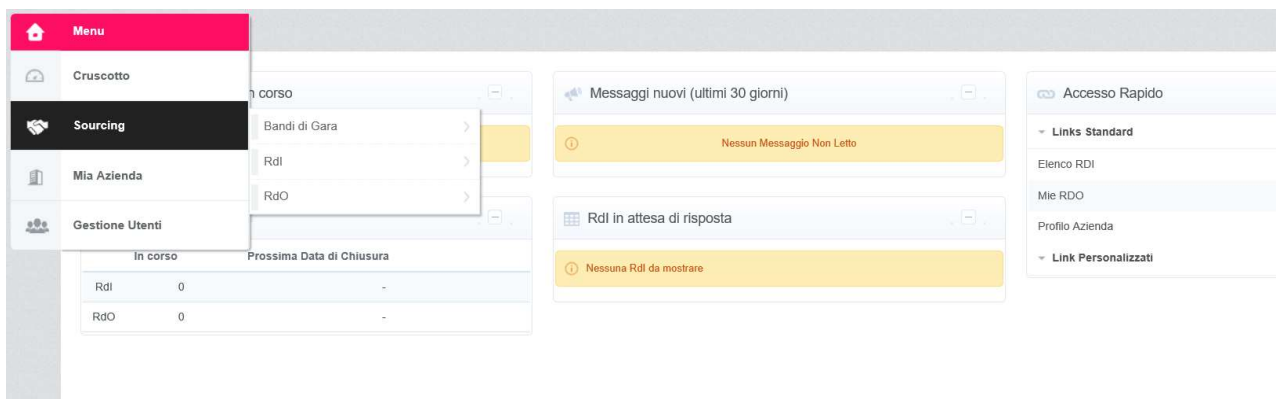 Menu
Cruscotto
Sourcing
Mia Azienda
Gestione Utenti
n corso
Bandi di Gara
RdI
RdO
In corso Prossima Data di Chiusura
RdI 0 -
RdO 0 -
Messaggi nuovi (ultimi 30 giorni)
Nessun Messaggio Non Letto
RdI in attesa di risposta
Nessuna RdI da mostrare
Accesso Rapido
Links Standard
Elenco RDI
Mie RDO
Profilo Azienda
Link Personalizzati